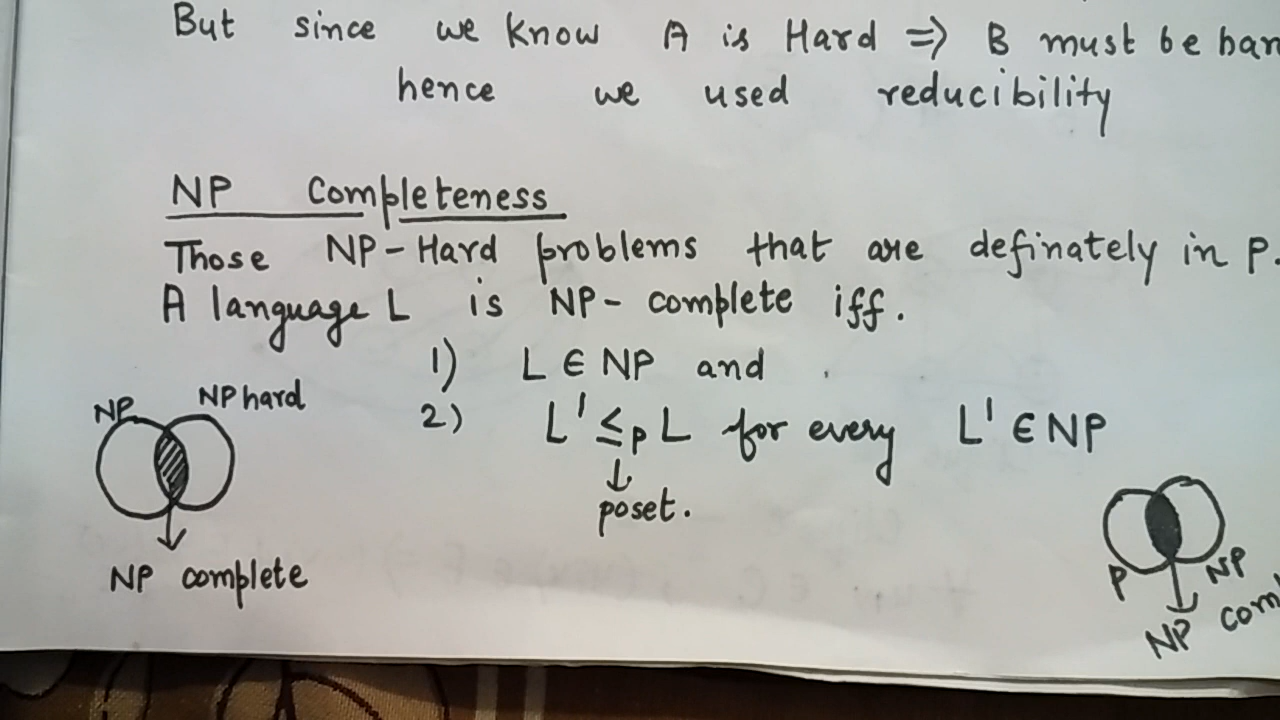 But since we know A is Hard => B must be har
hence we used reducibility
NP Completeness
Those NP-Hard problems that are definately in P.
A language L is NP-complete iff.
1) L ∈ NP and
2) L' ≤p L for every L' ∈ NP
↓
poset.
NP NP hard
NP complete
P NP
NP com